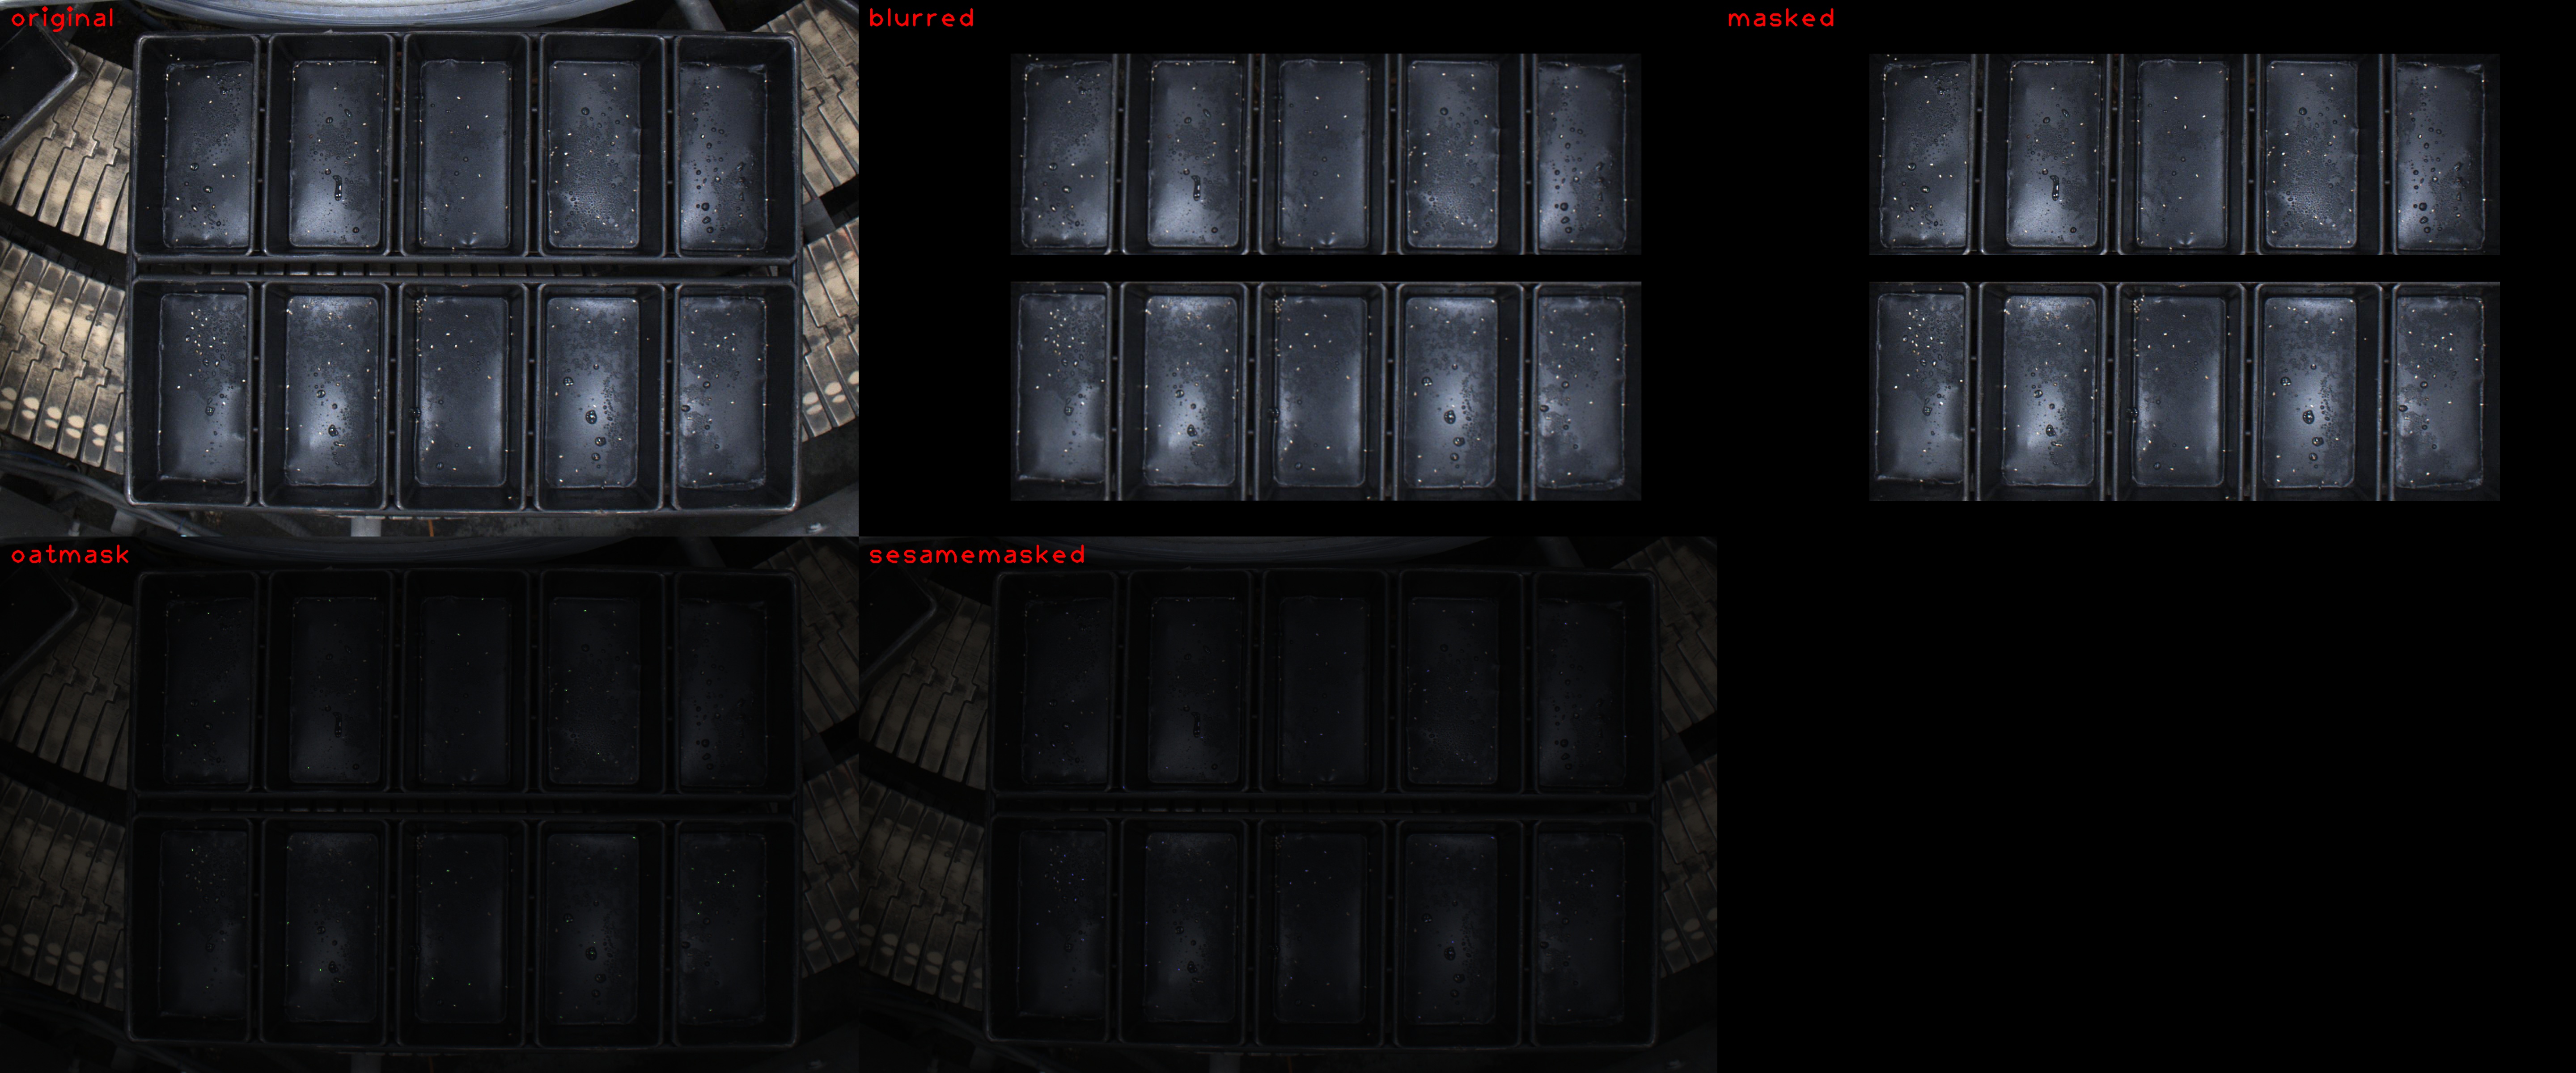 original
blurred
masked
oatmask
sesamemasked